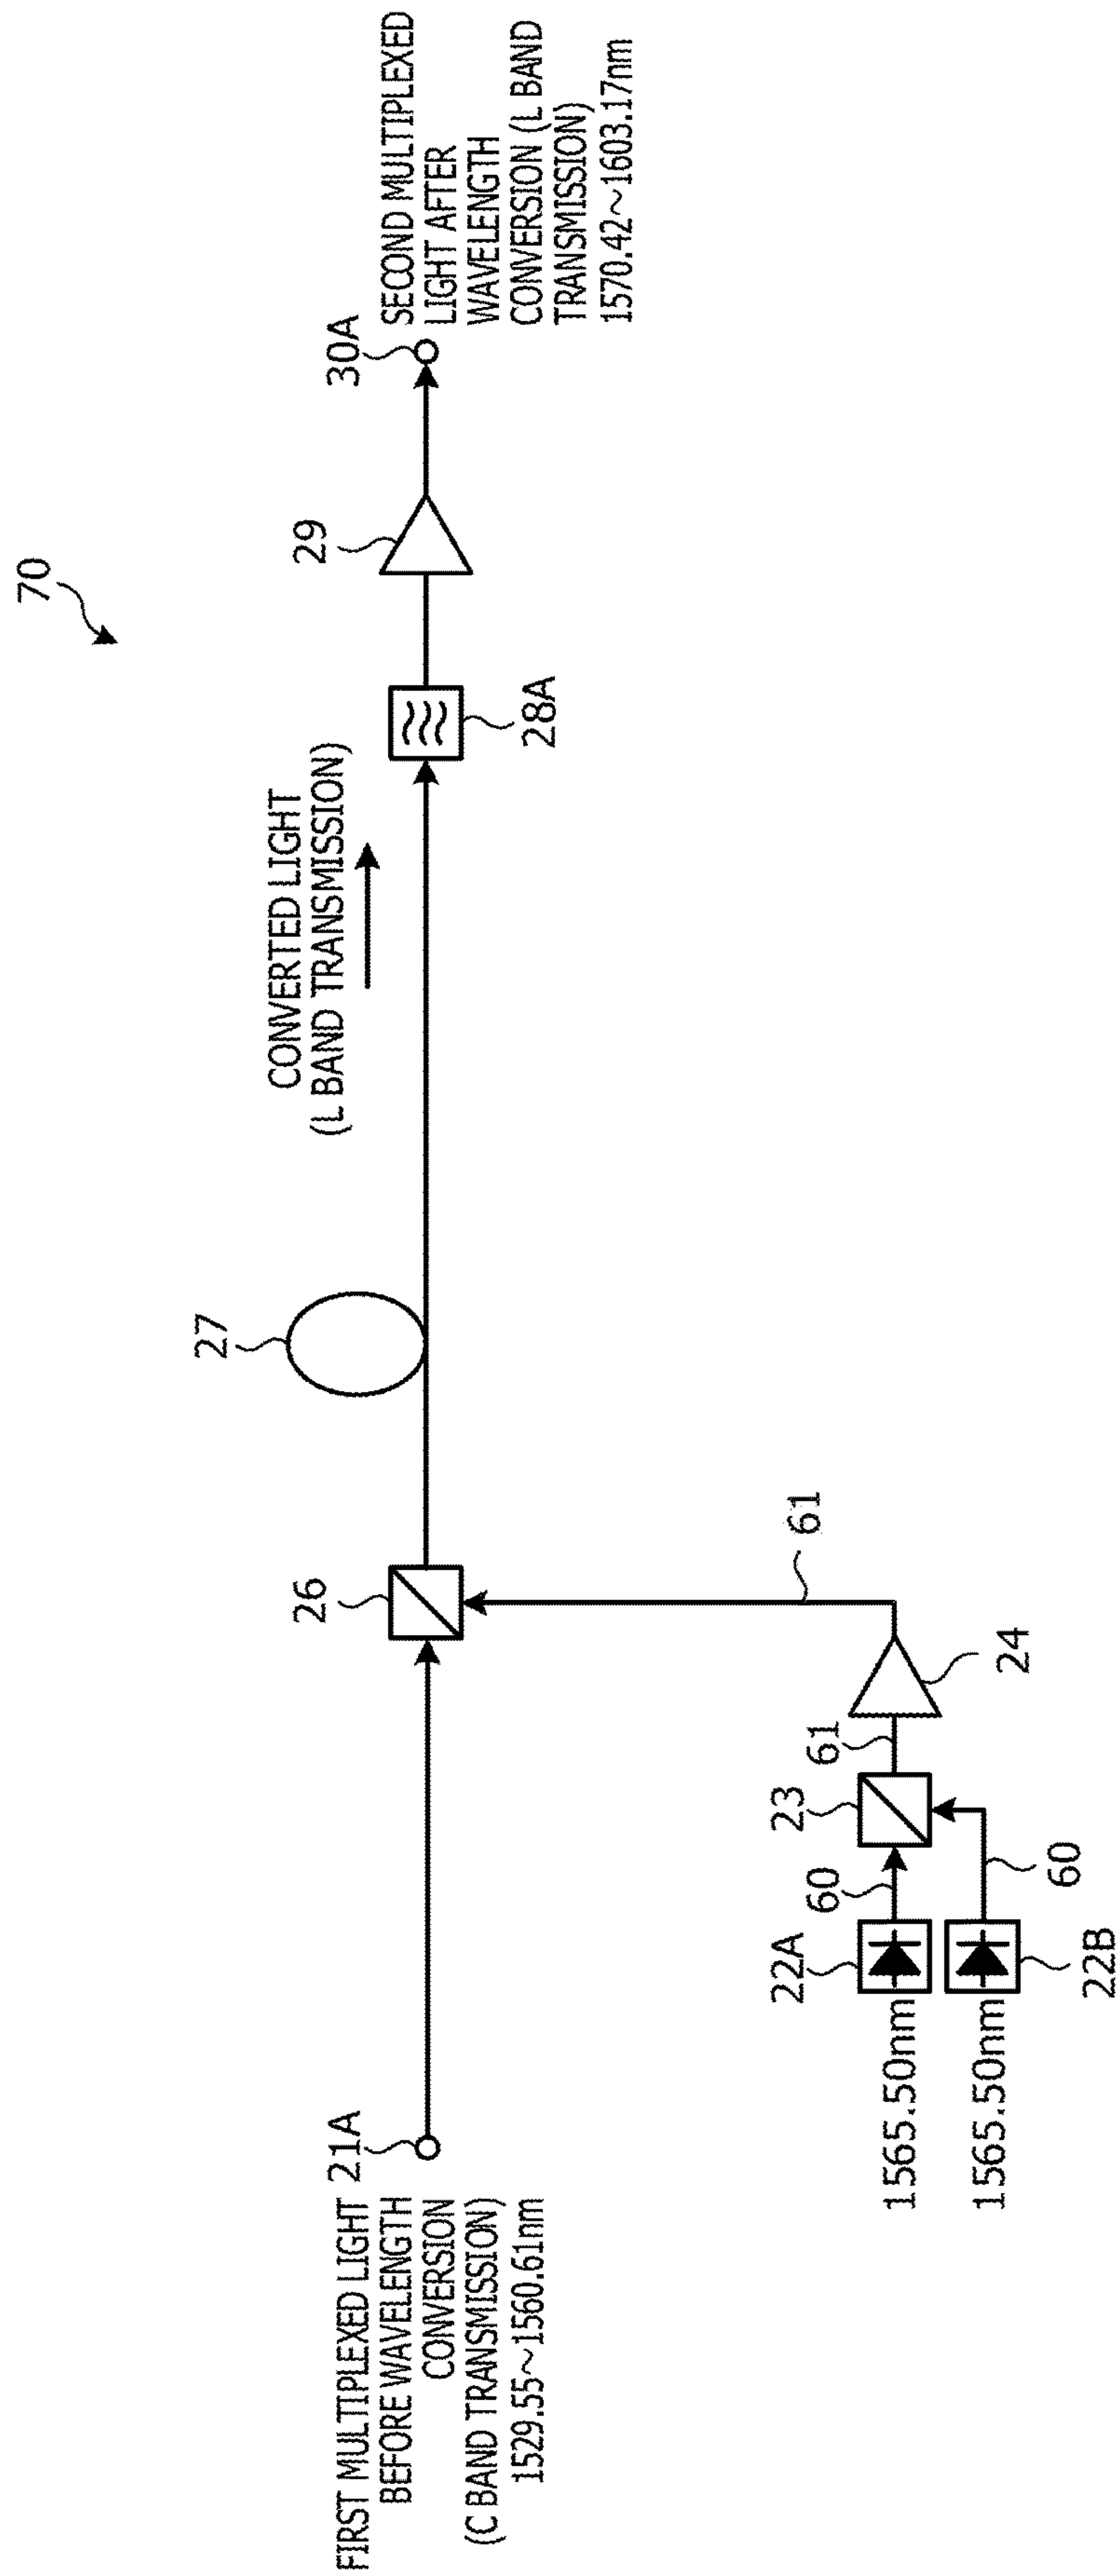 70
FIRST MULTIPLEXED LIGHT
BEFORE WAVELENGTH
CONVERSION
(C BAND TRANSMISSION)
1529.55～1560.61nm
21A
26
27
CONVERTED LIGHT
(L BAND TRANSMISSION)
28A
29
30A
SECOND MULTIPLEXED
LIGHT AFTER
WAVELENGTH
CONVERSION (L BAND
TRANSMISSION)
1570.42～1603.17nm
61
22A
60
23
61
24
1565.50nm
1565.50nm
22B
60